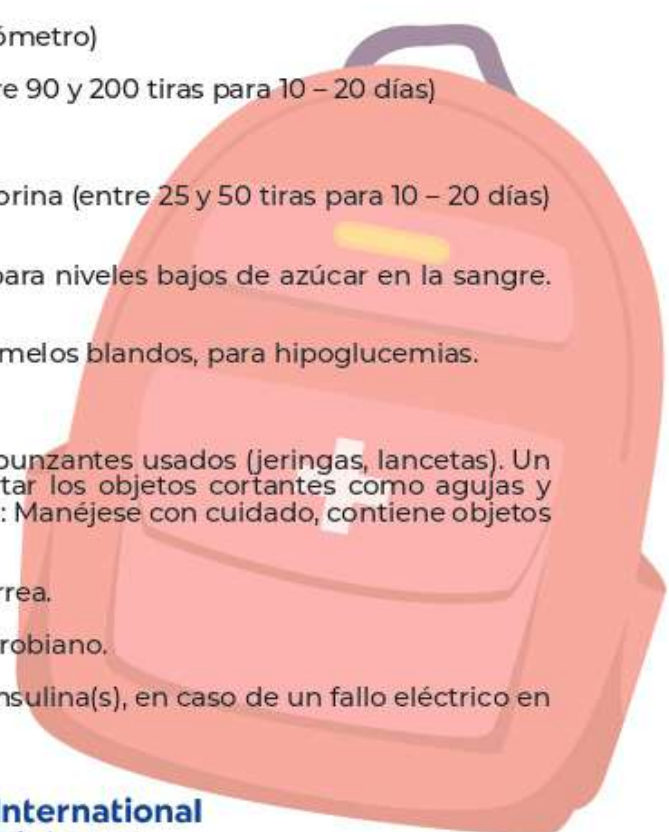 ómetro)
re 90 y 200 tiras para 10 – 20 días)
orina (entre 25 y 50 tiras para 10 – 20 días)
para niveles bajos de azúcar en la sangre.
melos blandos, para hipoglucemias.
punzantes usados (jeringas, lancetas). Un
tar los objetos cortantes como agujas y
: Manéjese con cuidado, contiene objetos
rrea.
robiano.
nsulina(s), en caso de un fallo eléctrico en
nternational